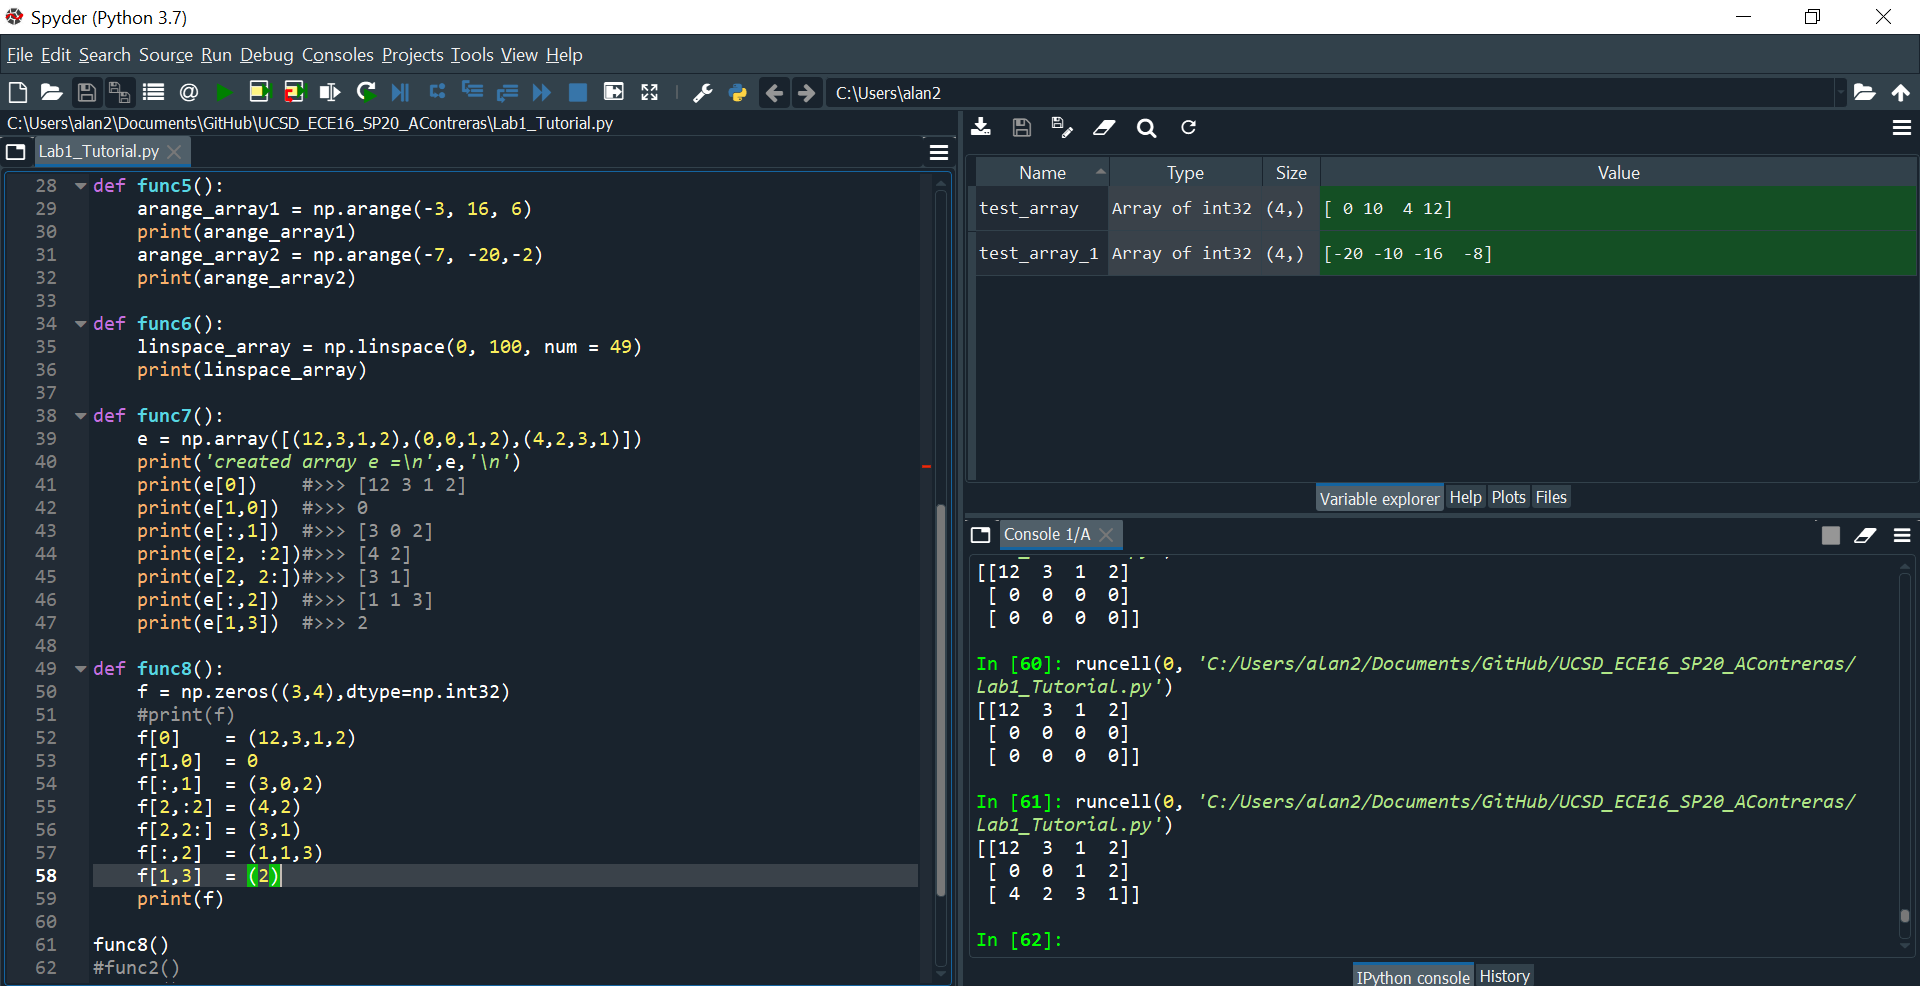 Spyder (Python 3.7)
File Edit Search Source Run Debug Consoles Projects Tools View Help
C:\Users\alan2
C:\Users\alan2\Documents\GitHub\UCSD_ECE16_SP20_AContreras\Lab1_Tutorial.py
Lab1_Tutorial.py
28 def func5():
29 arange_array1 = np.arange(-3, 16, 6)
30 print(arange_array1)
31 arange_array2 = np.arange(-7, -20,-2)
32 print(arange_array2)
33
34 def func6():
35 linspace_array = np.linspace(0, 100, num = 49)
36 print(linspace_array)
37
38 def func7():
39 e = np.array([(12,3,1,2),(0,0,1,2),(4,2,3,1)])
40 print('created array e =\n',e,'\n')
41 print(e[0])    #>>> [12 3 1 2]
42 print(e[1,0])  #>>> 0
43 print(e[:,1])  #>>> [3 0 2]
44 print(e[2, :2])#>>> [4 2]
45 print(e[2, 2:])#>>> [3 1]
46 print(e[:,2])  #>>> [1 1 3]
47 print(e[1,3])  #>>> 2
48
49 def func8():
50 f = np.zeros((3,4),dtype=np.int32)
51 #print(f)
52 f[0]    = (12,3,1,2)
53 f[1,0]  = 0
54 f[:,1]  = (3,0,2)
55 f[2,:2] = (4,2)
56 f[2,2:] = (3,1)
57 f[:,2]  = (1,1,3)
58 f[1,3]  = (2)
59 print(f)
60
61 func8()
62 #func2()
Name Type Size Value
test_array Array of int32 (4,) [ 0 10  4 12]
test_array_1 Array of int32 (4,) [-20 -10 -16  -8]
Variable explorer Help Plots Files
Console 1/A
[[12  3  1  2]
[ 0  0  0  0]
[ 0  0  0  0]]
In [60]: runcell(0, 'C:/Users/alan2/Documents/GitHub/UCSD_ECE16_SP20_AContreras/
Lab1_Tutorial.py')
[[12  3  1  2]
[ 0  0  0  0]
[ 0  0  0  0]]
In [61]: runcell(0, 'C:/Users/alan2/Documents/GitHub/UCSD_ECE16_SP20_AContreras/
Lab1_Tutorial.py')
[[12  3  1  2]
[ 0  0  1  2]
[ 4  2  3  1]]
In [62]:
IPython console History